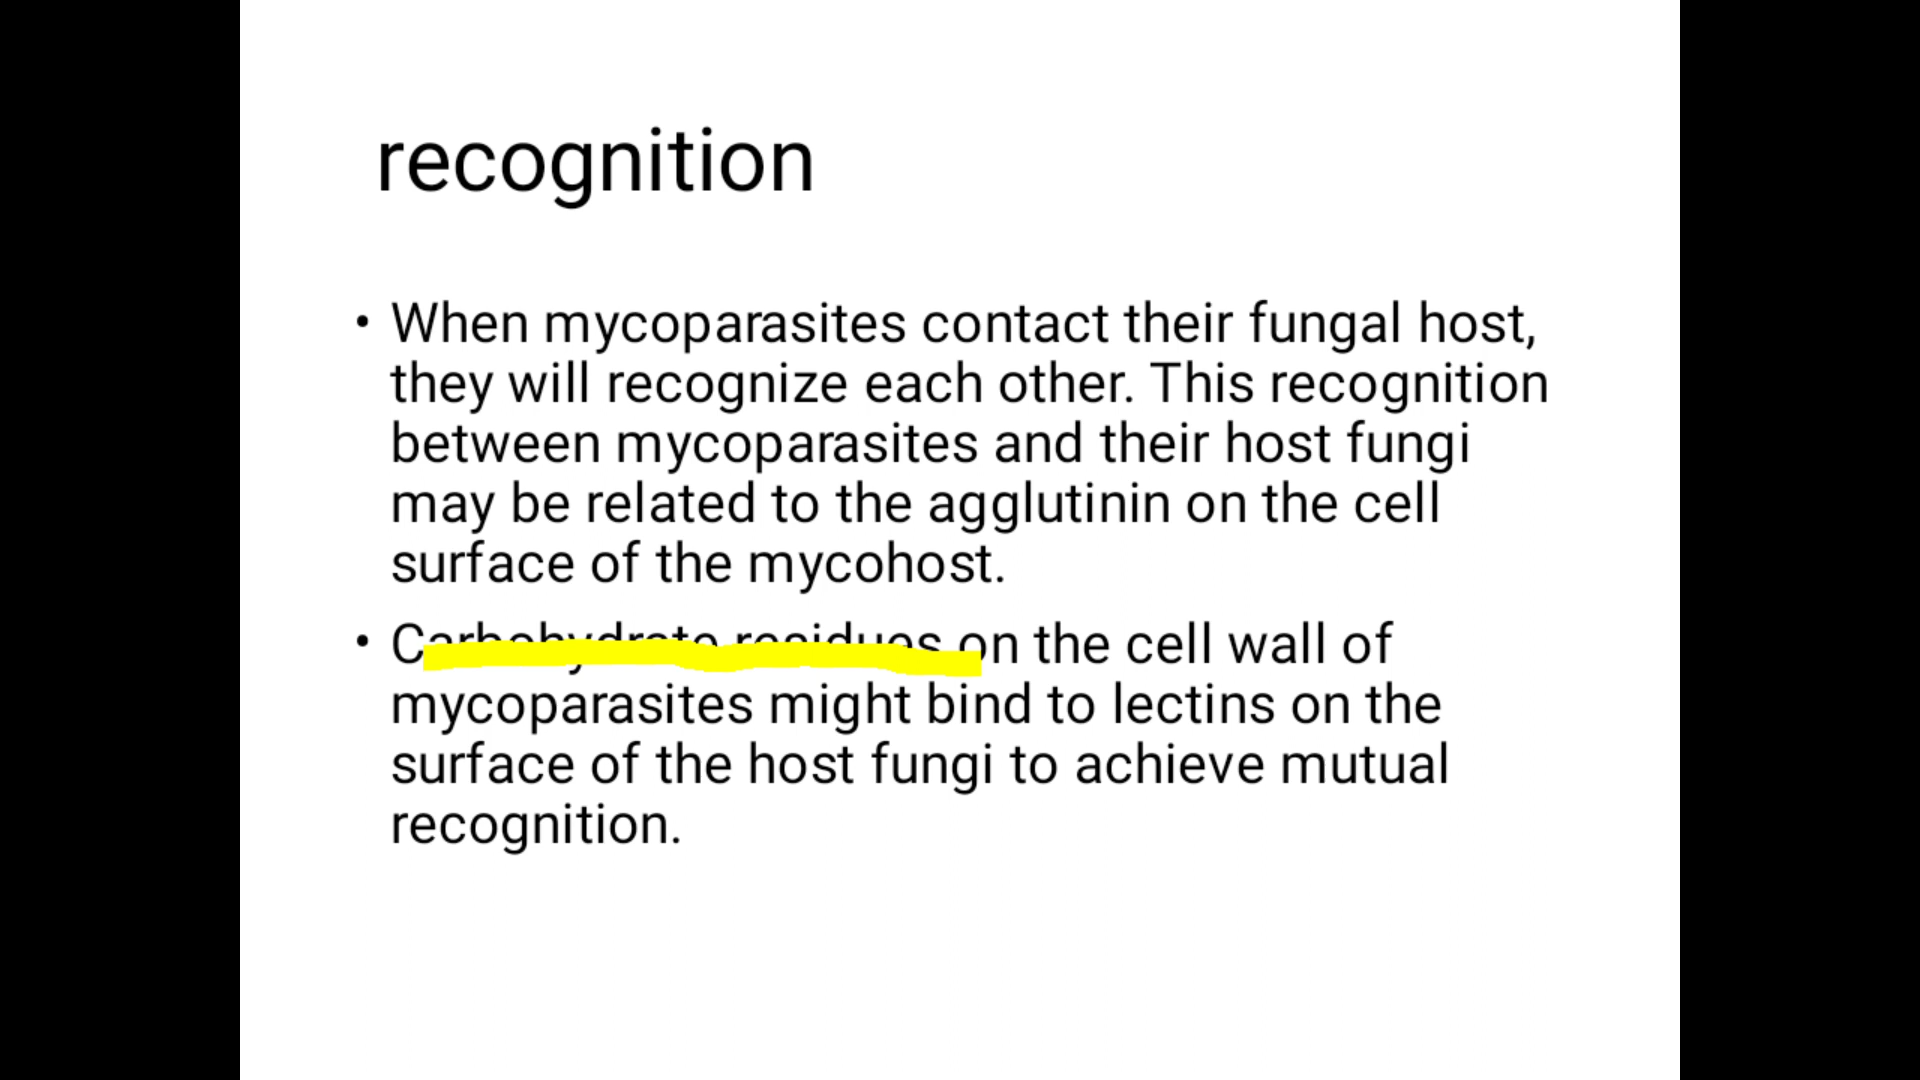 recognition
• When mycoparasites contact their fungal host,
they will recognize each other. This recognition
between mycoparasites and their host fungi
may be related to the agglutinin on the cell
surface of the mycohost.
• Carbohydrate residues on the cell wall of
mycoparasites might bind to lectins on the
surface of the host fungi to achieve mutual
recognition.